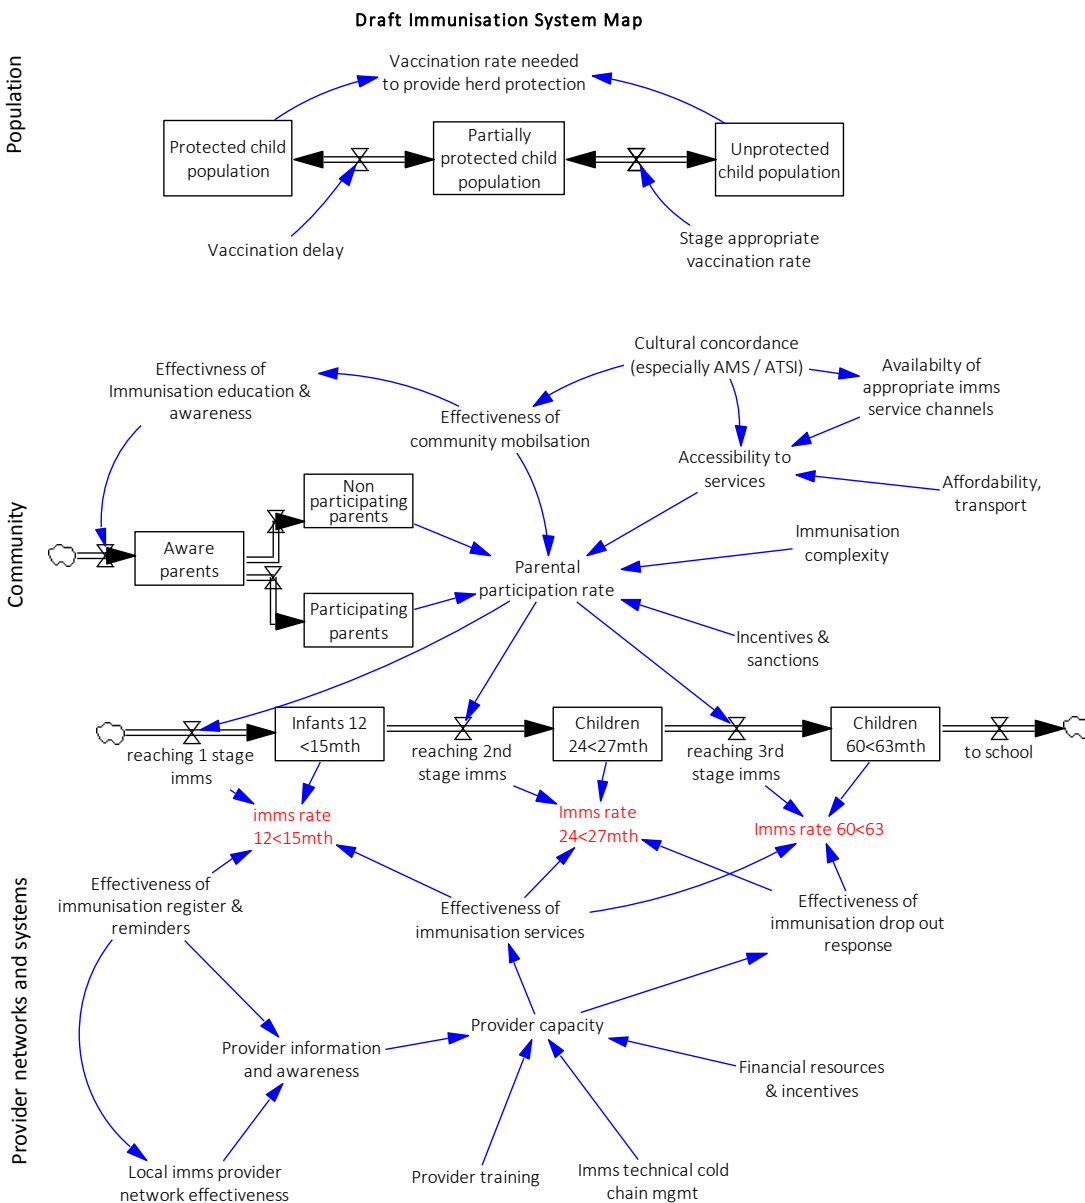 Draft Immunisation System Map
Population
Vaccination rate needed
to provide herd protection
Protected child
population
Partially
protected child
population
Unprotected
child population
Vaccination delay
Stage appropriate
vaccination rate
Community
Cultural concordance
(especially AMS / ATSI)
Effectivness of
Immunisation education &
awareness
Availabilty of
appropriate imms
service channels
Effectiveness of
community mobilsation
Accessibility to
services
Affordability,
transport
Non
participating
parents
Immunisation
complexity
Aware
parents
Parental
participation rate
Participating
parents
Incentives &
sanctions
Infants 12
<15mth
Children
24<27mth
Children
60<63mth
reaching 1 stage
imms
reaching 2nd
stage imms
reaching 3rd
stage imms
to school
imms rate
12<15mth
Imms rate
24<27mth
Imms rate 60<63
Provider networks and systems
Effectiveness of
immunisation register &
reminders
Effectiveness of
immunisation services
Effectiveness of
immunisation drop out
response
Provider capacity
Provider information
and awareness
Financial resources
& incentives
Local imms provider
network effectiveness
Provider training
Imms technical cold
chain mgmt